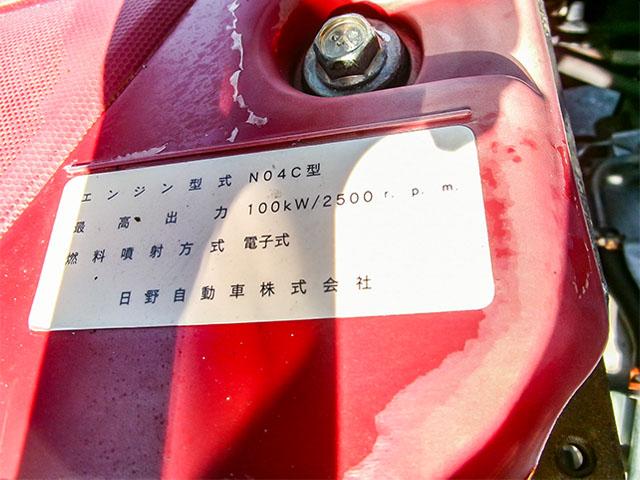 エンジン型式 N04C型
最高出力 100kW/2500 r.p.m.
燃料噴射方式 電子式
日野自動車株式会社